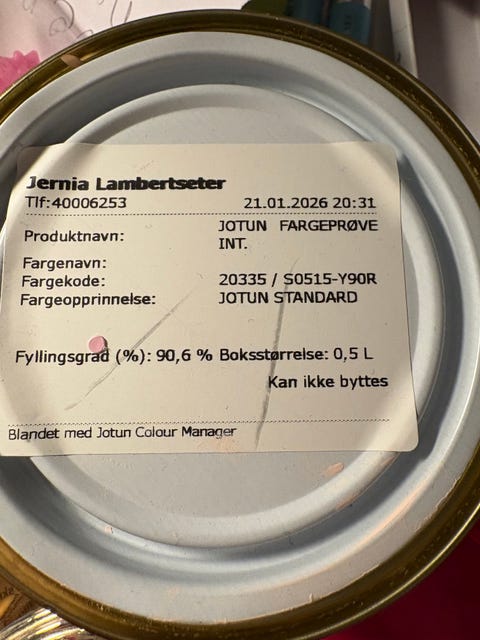 Jernia Lambertseter
Tlf:40006253 21.01.2026 20:31
Produktnavn: JOTUN FARGEPRØVE
INT.
Fargenavn:
Fargekode: 20335 / S0515-Y90R
Fargeopprinnelse: JOTUN STANDARD
Fyllingsgrad (%): 90,6 % Boksstørrelse: 0,5 L
Kan ikke byttes
Blandet med Jotun Colour Manager